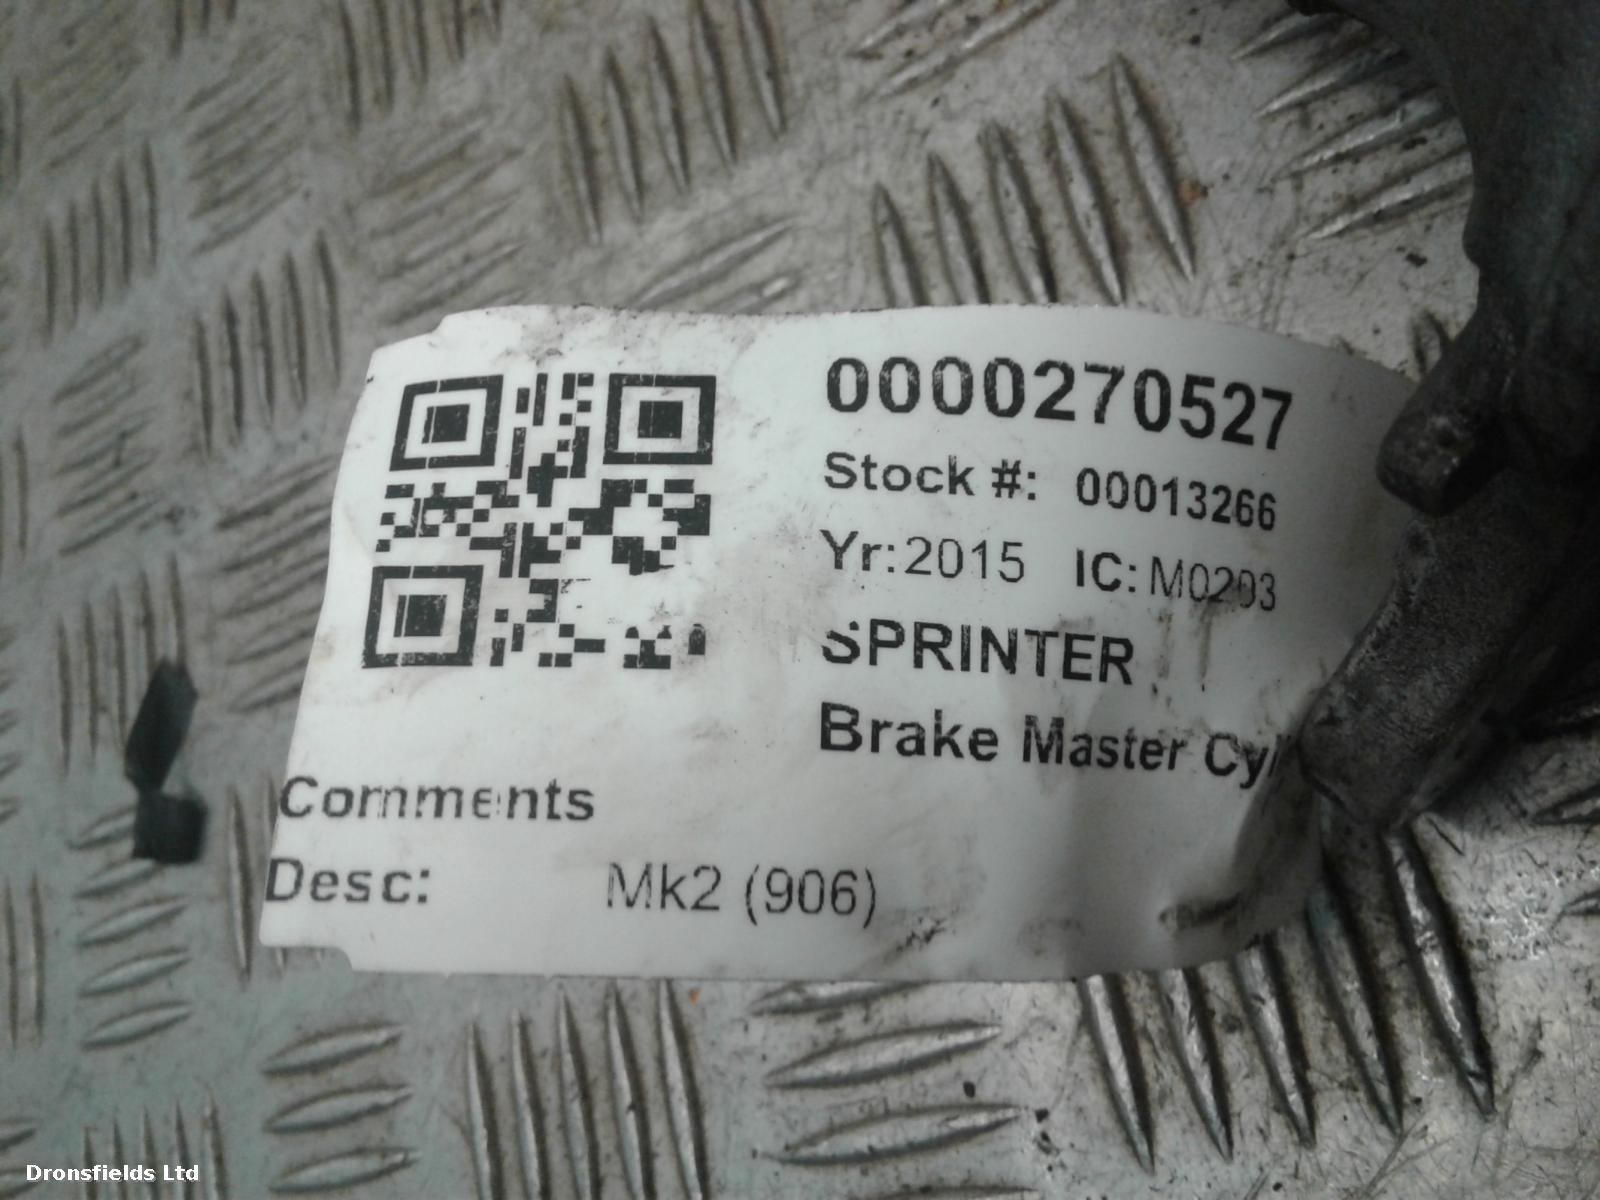 0000270527
Stock #: 00013266
Yr:2015 IC: M0203
SPRINTER
Brake Master Cyl
Comments
Desc: Mk2 (906)
Dronsfields Ltd